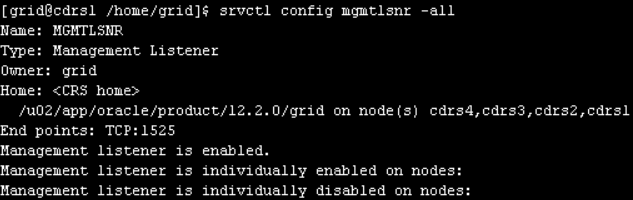 [grid@cdrs1 /home/grid]$ srvctl config mgmtlsnr -all
Name: MGMTLSNR
Type: Management Listener
Owner: grid
Home: <CRS home>
/u02/app/oracle/product/12.2.0/grid on node(s) cdrs4,cdrs3,cdrs2,cdrs1
End points: TCP:1525
Management listener is enabled.
Management listener is individually enabled on nodes:
Management listener is individually disabled on nodes: